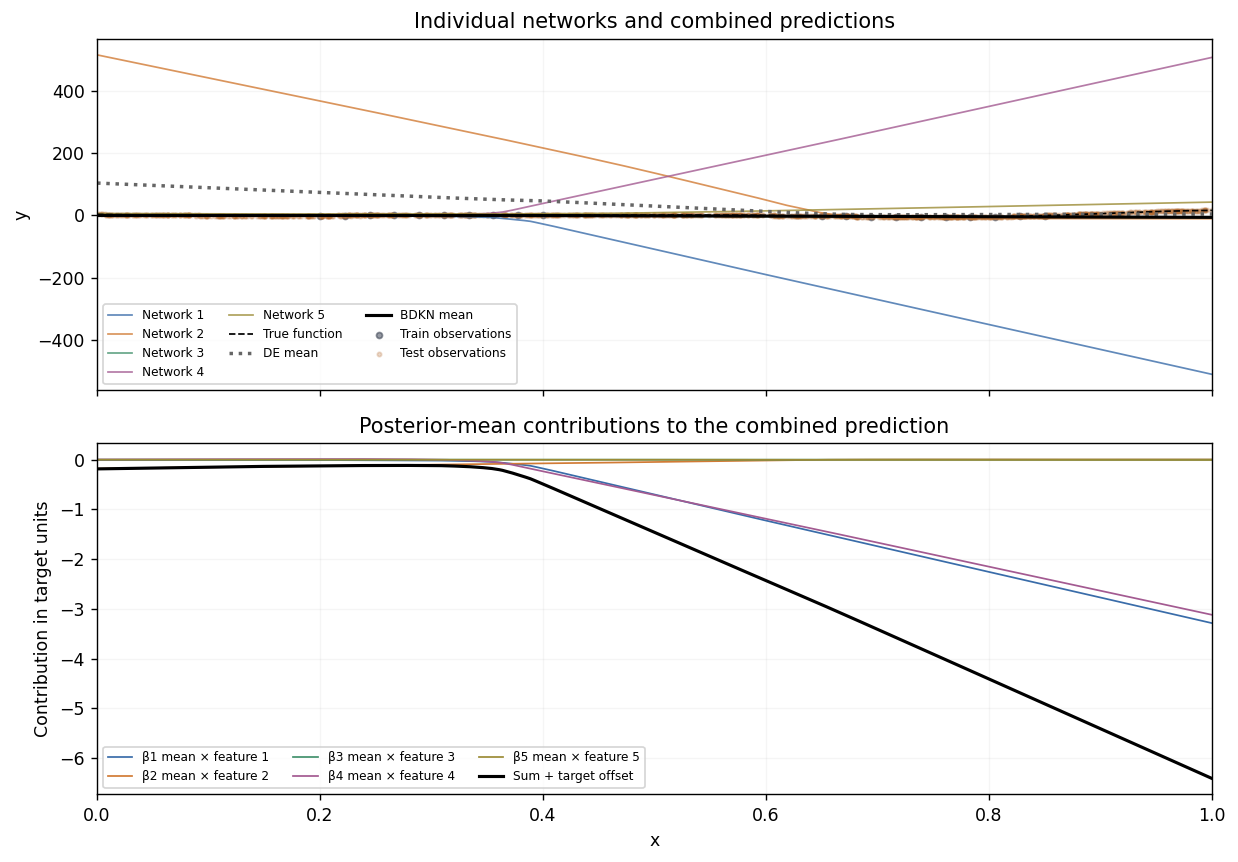 Individual networks and combined predictions
400
200
0
−200
−400
y
Network 1
Network 2
Network 3
Network 4
Network 5
True function
DE mean
BDKN mean
Train observations
Test observations
Posterior-mean contributions to the combined prediction
0
−1
−2
−3
−4
−5
−6
Contribution in target units
β1 mean × feature 1
β2 mean × feature 2
β3 mean × feature 3
β4 mean × feature 4
β5 mean × feature 5
Sum + target offset
0.0 0.2 0.4 0.6 0.8 1.0
x